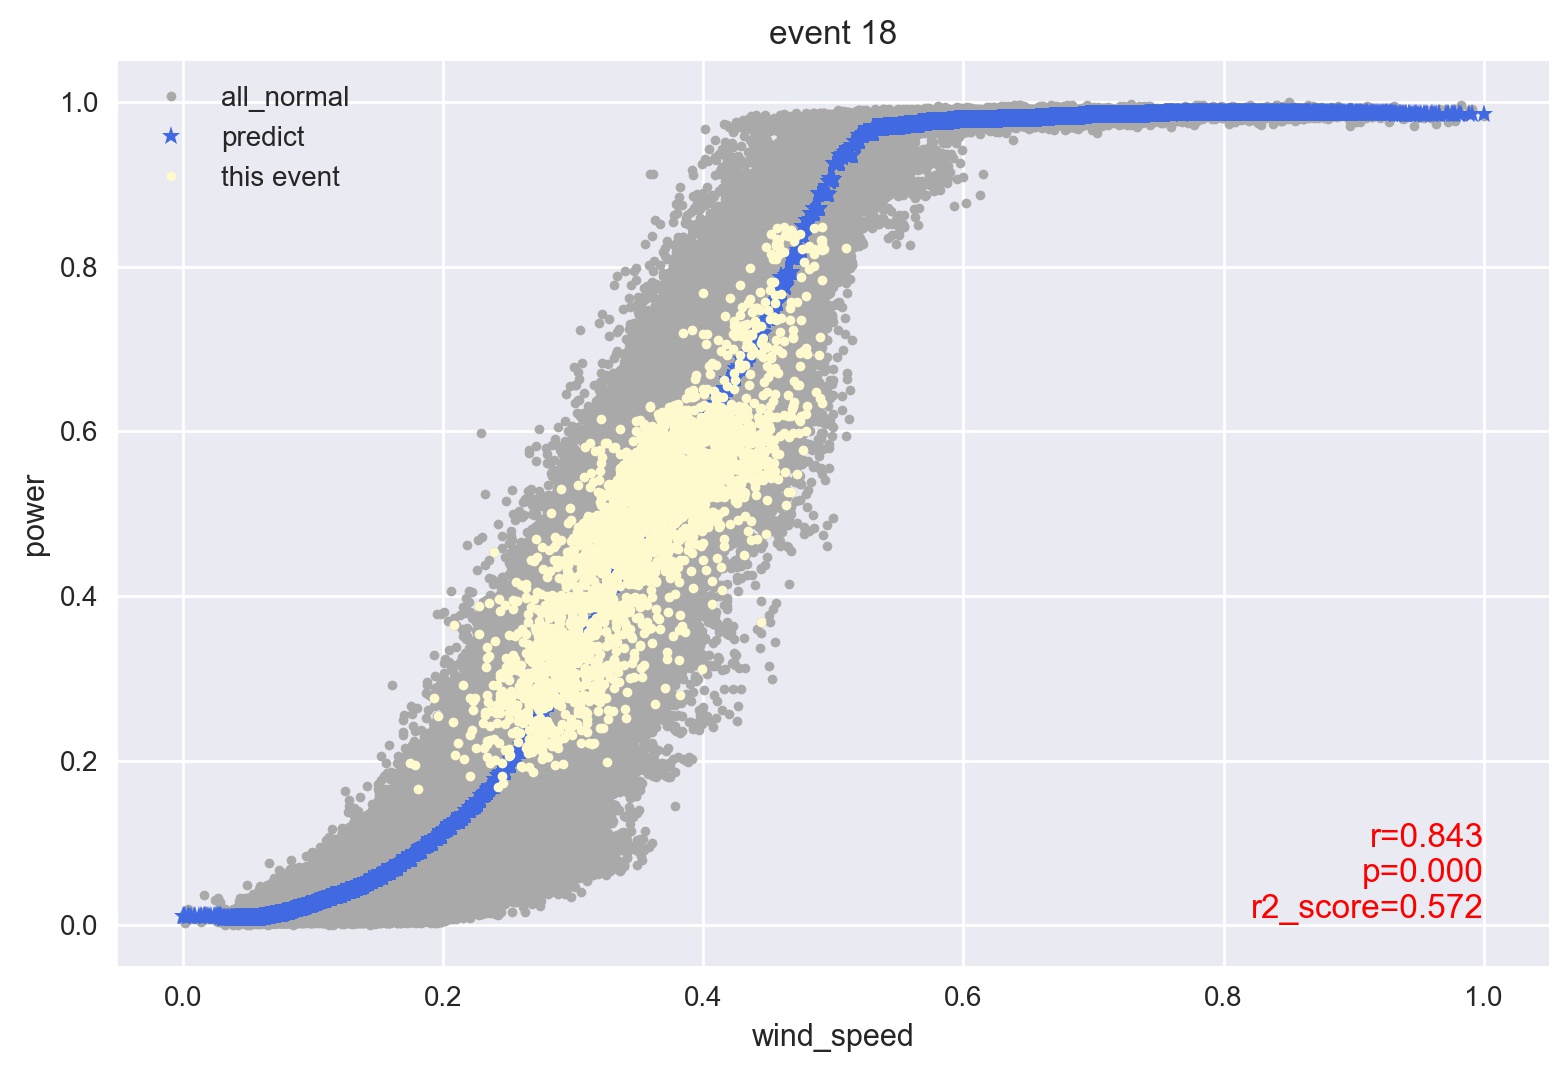 event 18
all_normal
predict
this event
1.0
0.8
0.6
0.4
0.2
0.0
power
r=0.843
p=0.000
r2_score=0.572
0.0 0.2 0.4 0.6 0.8 1.0
wind_speed